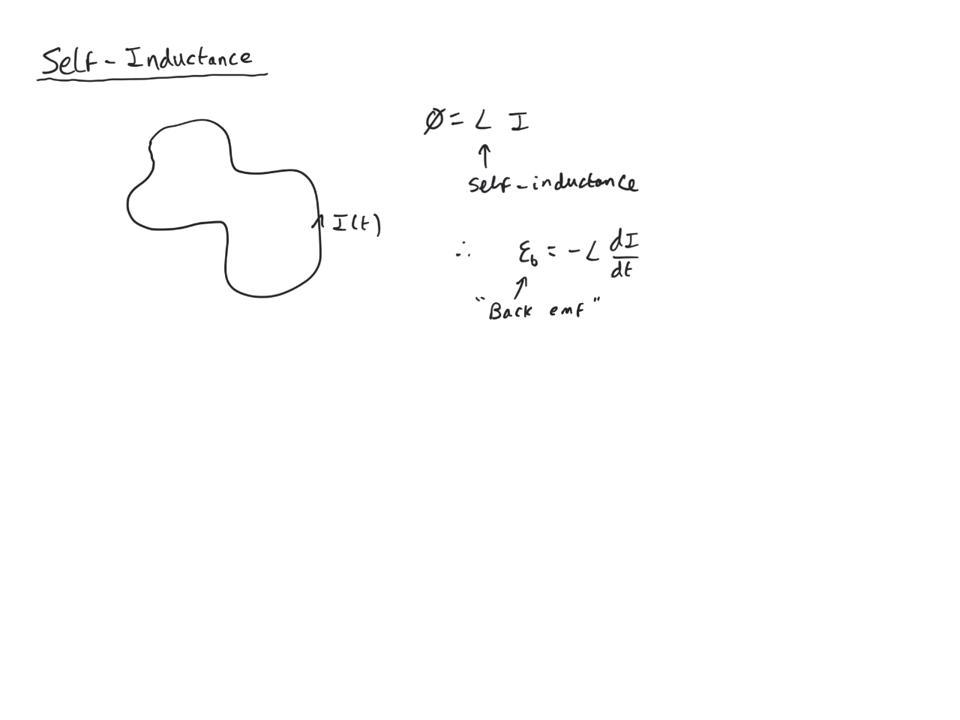 Self-Inductance
Ø = L I
↑
self-inductance
I(t)
∴ ε_b = -L dI/dt
↑
"Back emf"